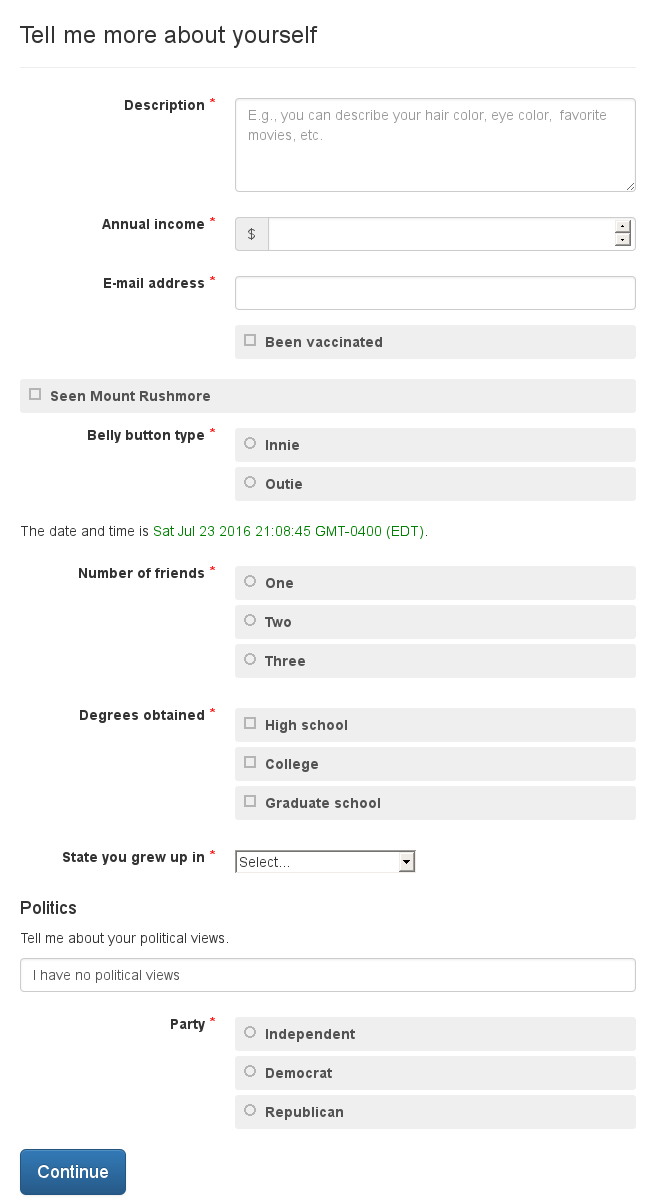 Tell me more about yourself
Description *
E.g., you can describe your hair color, eye color, favorite
movies, etc.
Annual income *
$
E-mail address *
Been vaccinated
Seen Mount Rushmore
Belly button type *
Innie
Outie
The date and time is Sat Jul 23 2016 21:08:45 GMT-0400 (EDT).
Number of friends *
One
Two
Three
Degrees obtained *
High school
College
Graduate school
State you grew up in *
Select...
Politics
Tell me about your political views.
I have no political views
Party *
Independent
Democrat
Republican
Continue